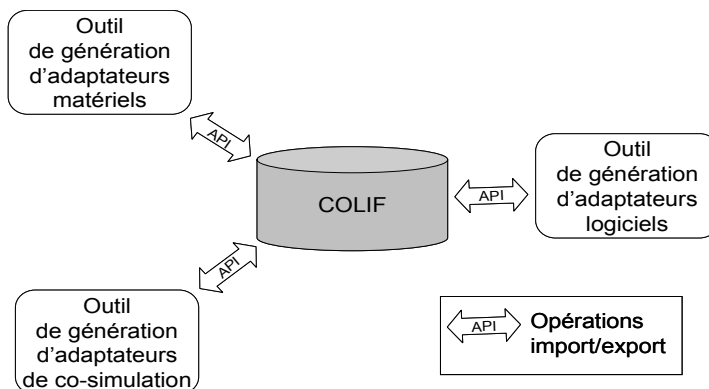 Outil
de génération
d'adaptateurs
matériels
API
COLIF
API
Outil
de génération
d'adaptateurs
logiciels
API
Outil
de génération
d'adaptateurs
de co-simulation
API
Opérations
import/export